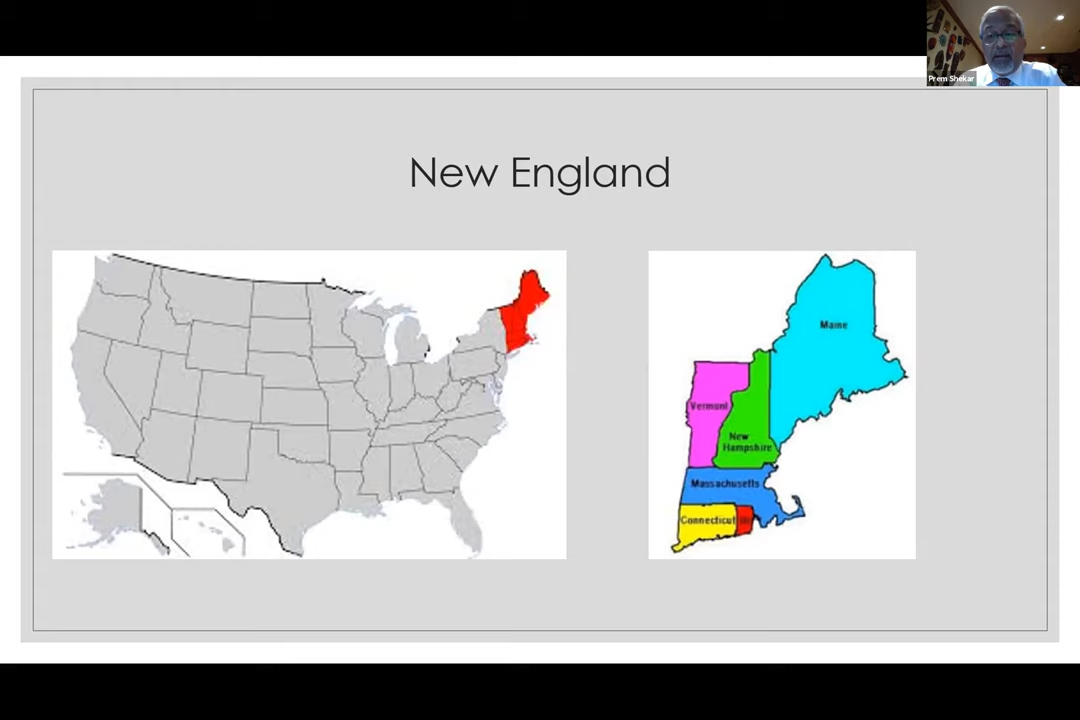 Prem Shekar
New England
Maine
Vermont
New
Hampshire
Massachusetts
Connecticut